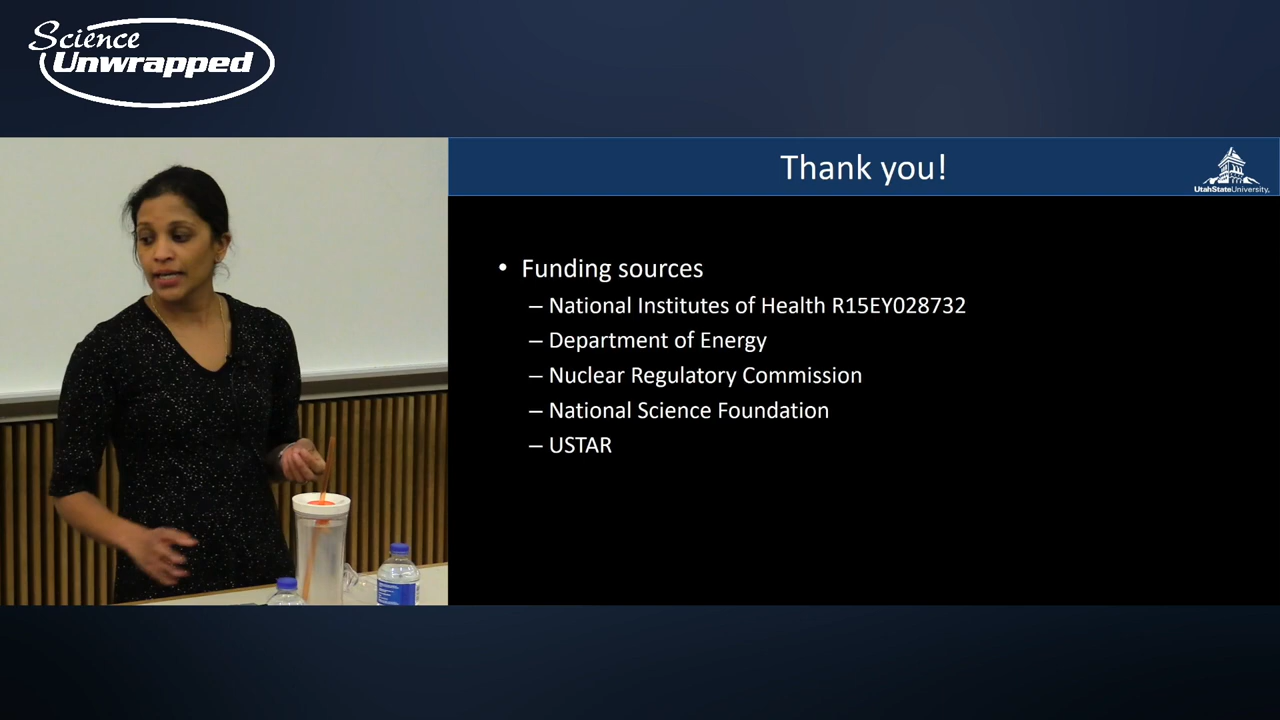 Science
Unwrapped
Thank you!
UtahStateUniversity
• Funding sources
– National Institutes of Health R15EY028732
– Department of Energy
– Nuclear Regulatory Commission
– National Science Foundation
– USTAR